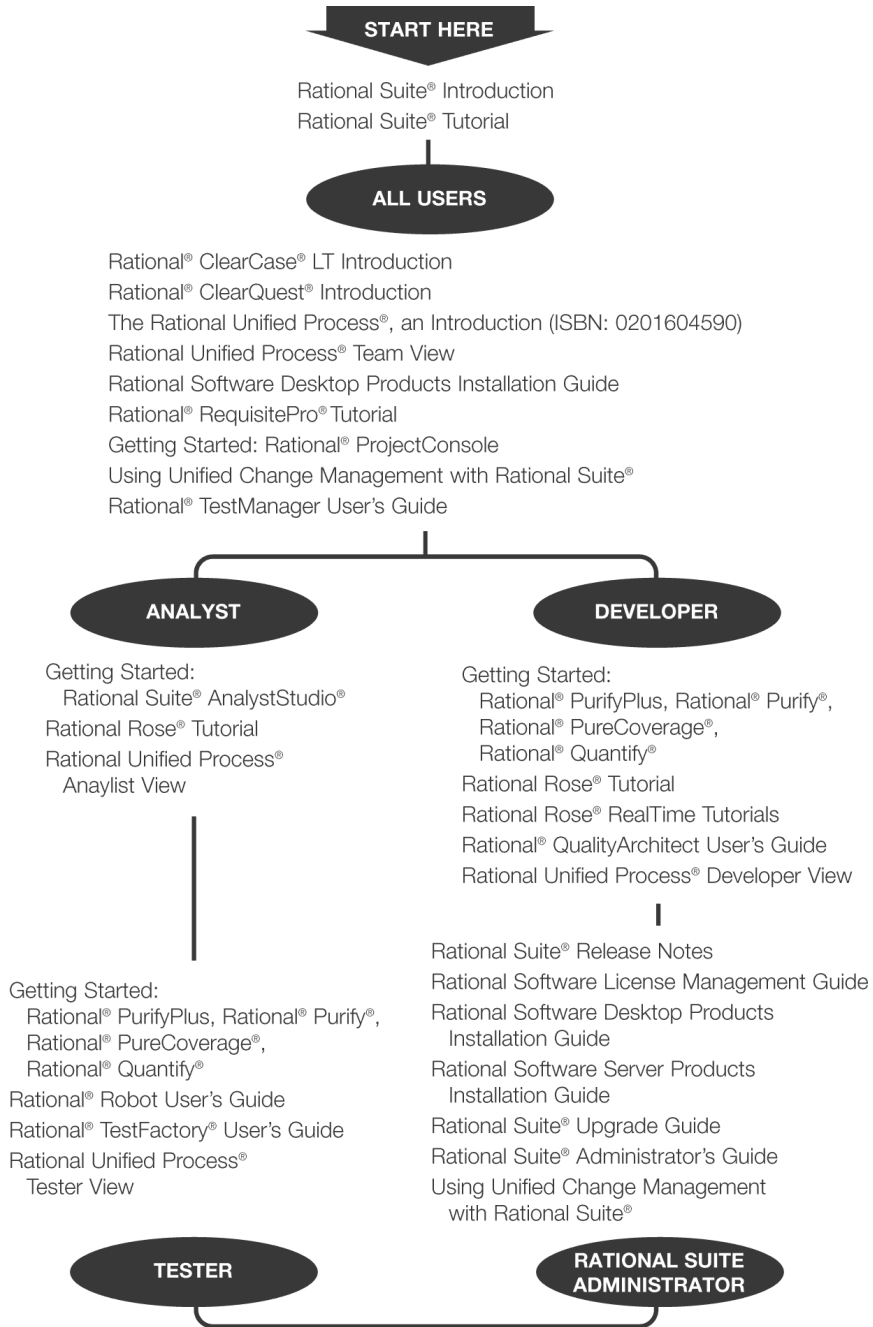 START HERE
Rational Suite® Introduction
Rational Suite® Tutorial
ALL USERS
Rational® ClearCase® LT Introduction
Rational® ClearQuest® Introduction
The Rational Unified Process®, an Introduction (ISBN: 0201604590)
Rational Unified Process® Team View
Rational Software Desktop Products Installation Guide
Rational® RequisitePro® Tutorial
Getting Started: Rational® ProjectConsole
Using Unified Change Management with Rational Suite®
Rational® TestManager User's Guide
ANALYST
Getting Started:
Rational Suite® AnalystStudio®
Rational Rose® Tutorial
Rational Unified Process®
Anaylist View
DEVELOPER
Getting Started:
Rational® PurifyPlus, Rational® Purify®,
Rational® PureCoverage®,
Rational® Quantify®
Rational Rose® Tutorial
Rational Rose® RealTime Tutorials
Rational® QualityArchitect User's Guide
Rational Unified Process® Developer View
Getting Started:
Rational® PurifyPlus, Rational® Purify®,
Rational® PureCoverage®,
Rational® Quantify®
Rational® Robot User's Guide
Rational® TestFactory® User's Guide
Rational Unified Process®
Tester View
TESTER
Rational Suite® Release Notes
Rational Software License Management Guide
Rational Software Desktop Products
Installation Guide
Rational Software Server Products
Installation Guide
Rational Suite® Upgrade Guide
Rational Suite® Administrator's Guide
Using Unified Change Management
with Rational Suite®
RATIONAL SUITE
ADMINISTRATOR